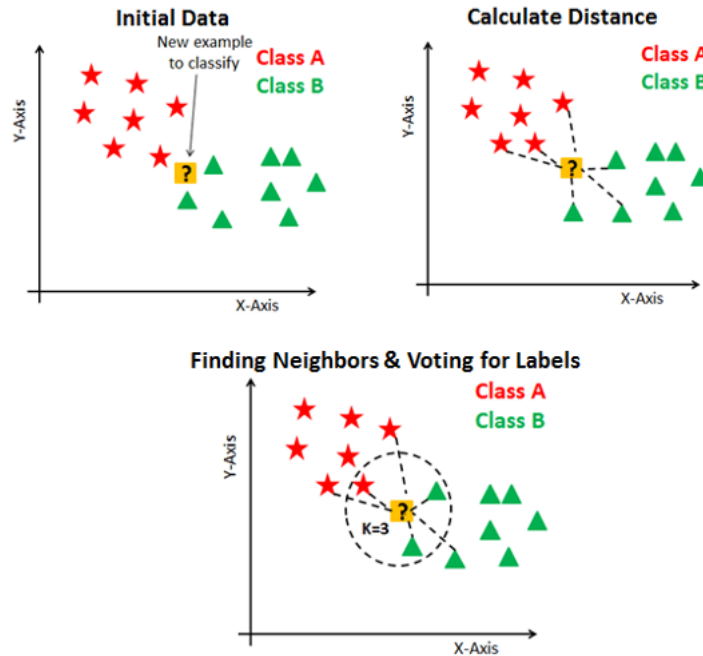 Initial Data
New example
to classify
Class A
Class B
?
Y-Axis
X-Axis
Calculate Distance
Class A
Class B
?
Y-Axis
X-Axis
Finding Neighbors & Voting for Labels
Class A
Class B
?
K=3
Y-Axis
X-Axis